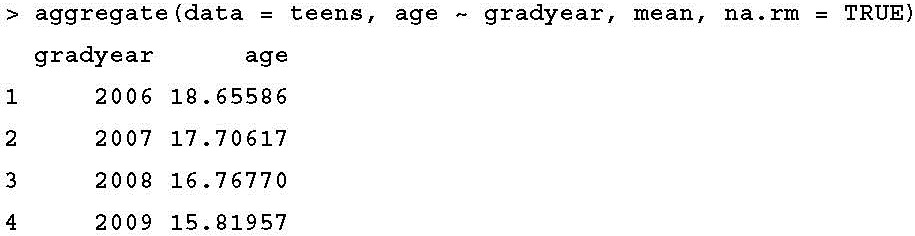 > aggregate(data = teens, age ~ gradyear, mean, na.rm = TRUE)
gradyear age
1 2006 18.65586
2 2007 17.70617
3 2008 16.76770
4 2009 15.81957